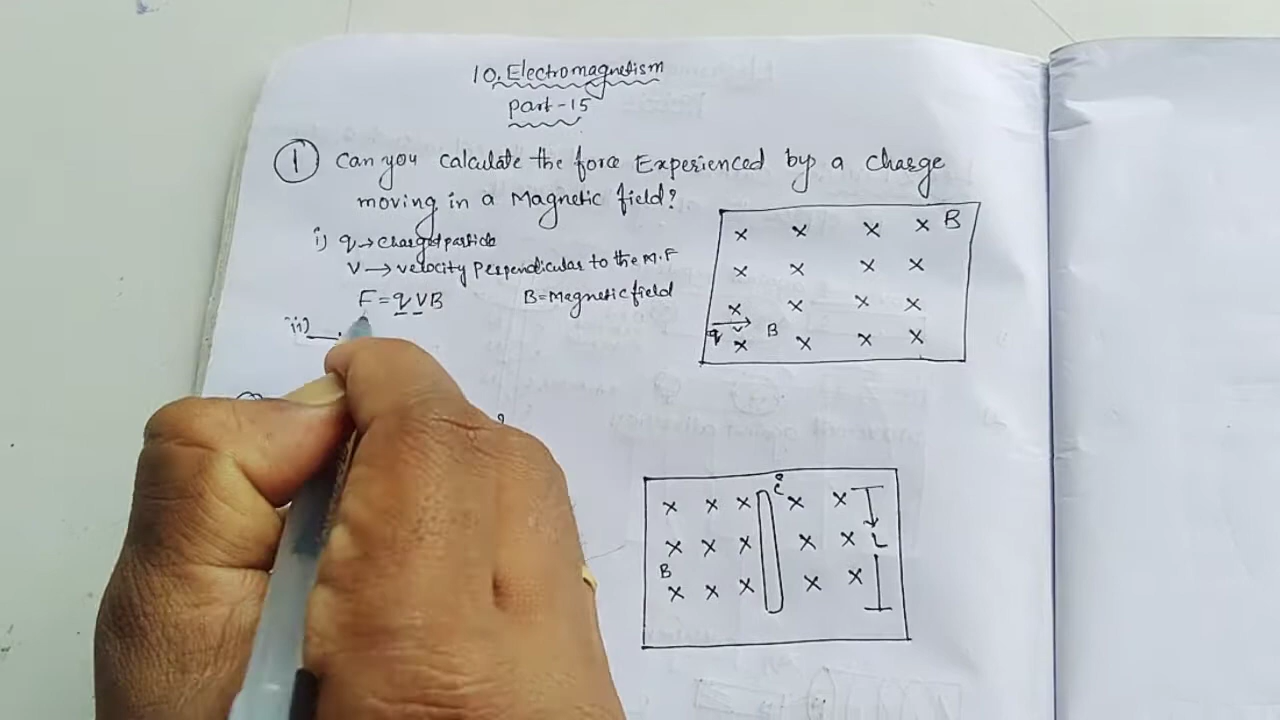 10. Electromagnetism
part-15
1 Can you calculate the force Experienced by a charge
moving in a Magnetic field?
i) q → charged particle
v → velocity perpendicular to the M.F
F = q V B
B = Magnetic field
ii)
x x x x B
x x x x
x x x x
q v B
x x x x
i
x x x x x
x x x x x L
B
x x x x x